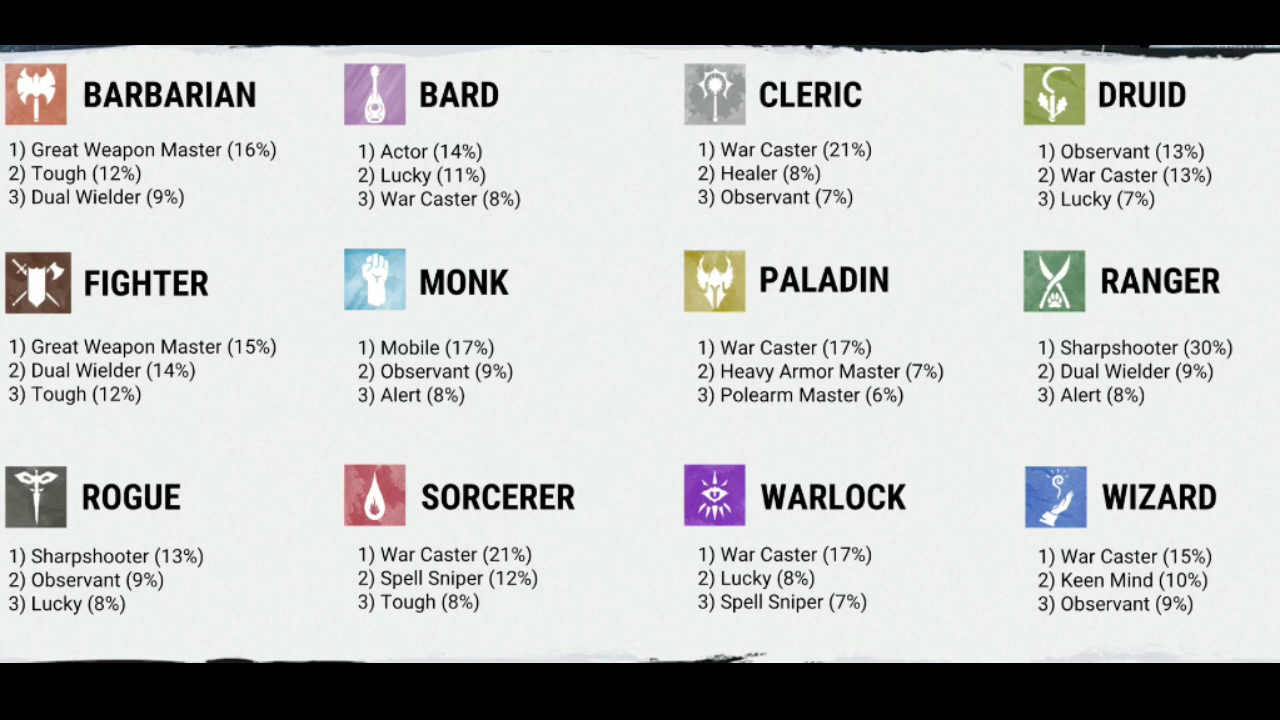 BARBARIAN
1) Great Weapon Master (16%)
2) Tough (12%)
3) Dual Wielder (9%)
BARD
1) Actor (14%)
2) Lucky (11%)
3) War Caster (8%)
CLERIC
1) War Caster (21%)
2) Healer (8%)
3) Observant (7%)
DRUID
1) Observant (13%)
2) War Caster (13%)
3) Lucky (7%)
FIGHTER
1) Great Weapon Master (15%)
2) Dual Wielder (14%)
3) Tough (12%)
MONK
1) Mobile (17%)
2) Observant (9%)
3) Alert (8%)
PALADIN
1) War Caster (17%)
2) Heavy Armor Master (7%)
3) Polearm Master (6%)
RANGER
1) Sharpshooter (30%)
2) Dual Wielder (9%)
3) Alert (8%)
ROGUE
1) Sharpshooter (13%)
2) Observant (9%)
3) Lucky (8%)
SORCERER
1) War Caster (21%)
2) Spell Sniper (12%)
3) Tough (8%)
WARLOCK
1) War Caster (17%)
2) Lucky (8%)
3) Spell Sniper (7%)
WIZARD
1) War Caster (15%)
2) Keen Mind (10%)
3) Observant (9%)